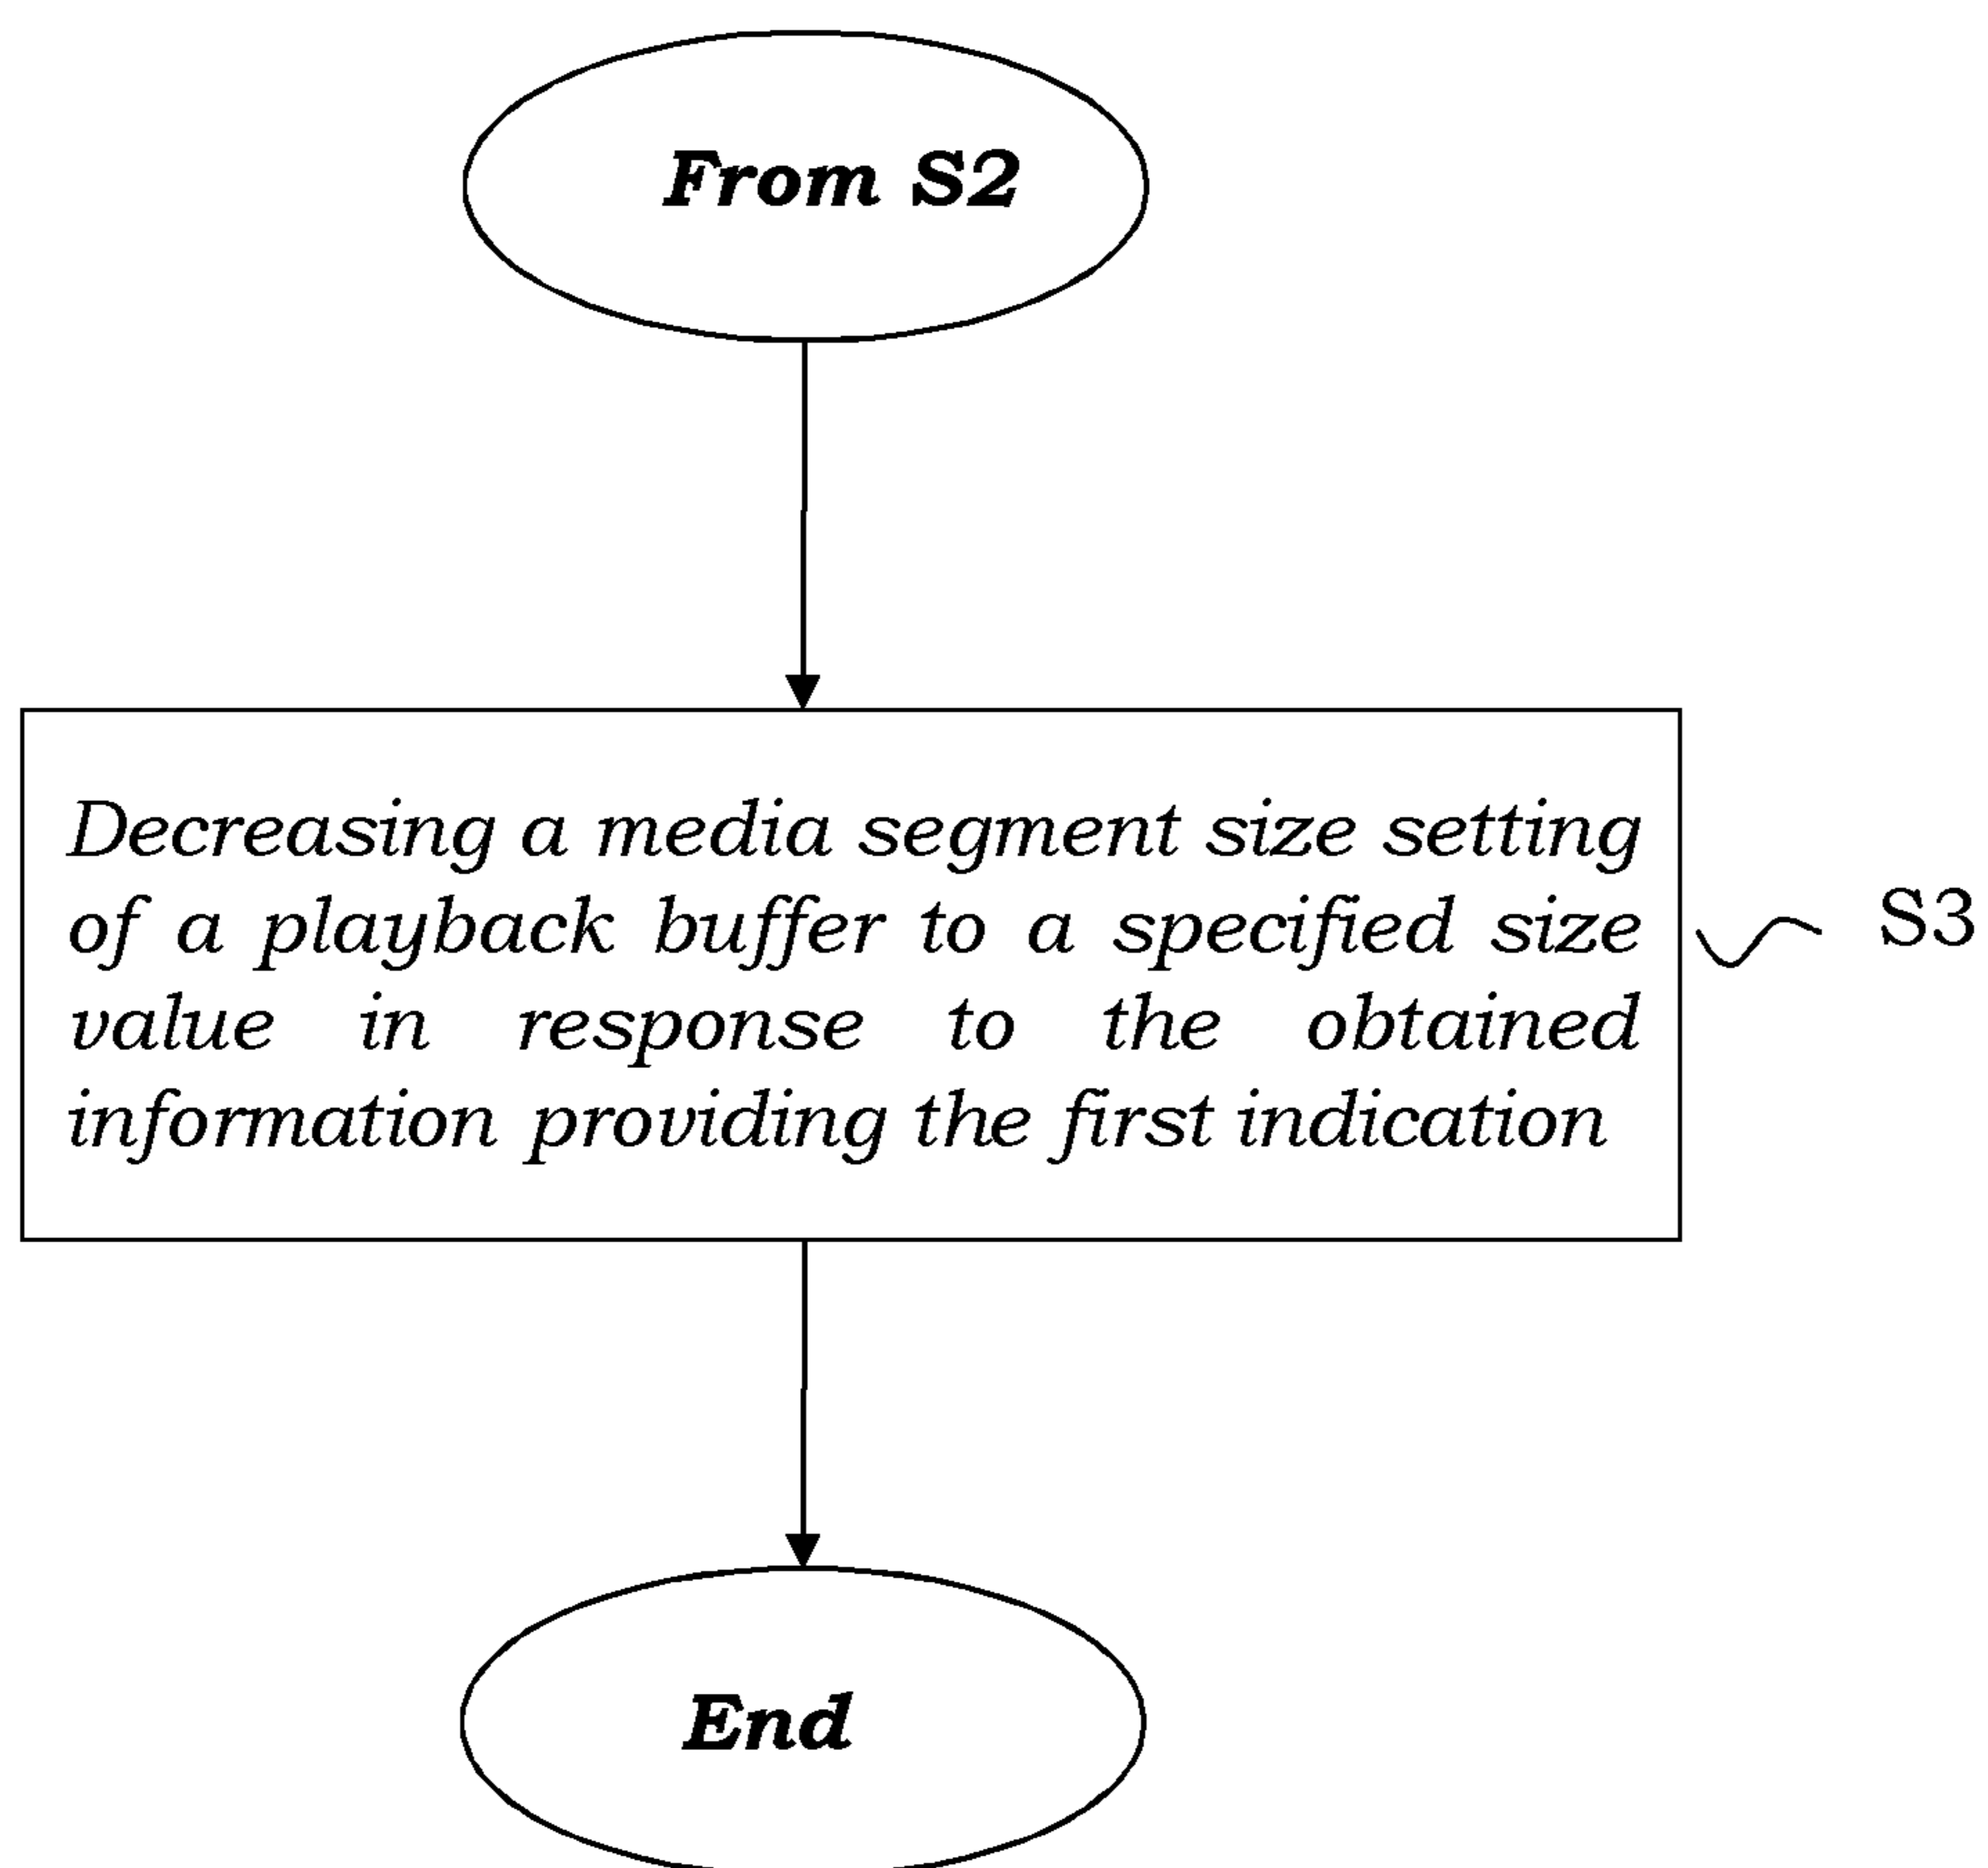 From S2
Decreasing a media segment size setting
of a playback buffer to a specified size
value in response to the obtained
information providing the first indication
S3
End